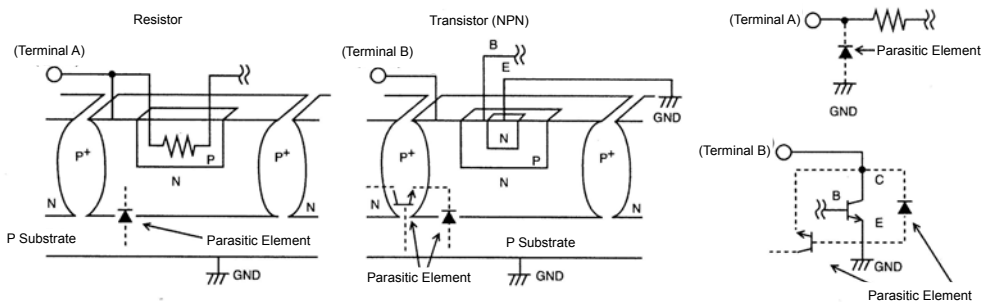 Resistor
(Terminal A)
P+
P
N
N
N
P+
P Substrate
Parasitic Element
GND
Transistor (NPN)
(Terminal B)
B
E
GND
P+
N
P
N
N
N
P+
P Substrate
Parasitic Element
GND
(Terminal A)
Parasitic Element
GND
(Terminal B)
C
B
E
GND
Parasitic Element